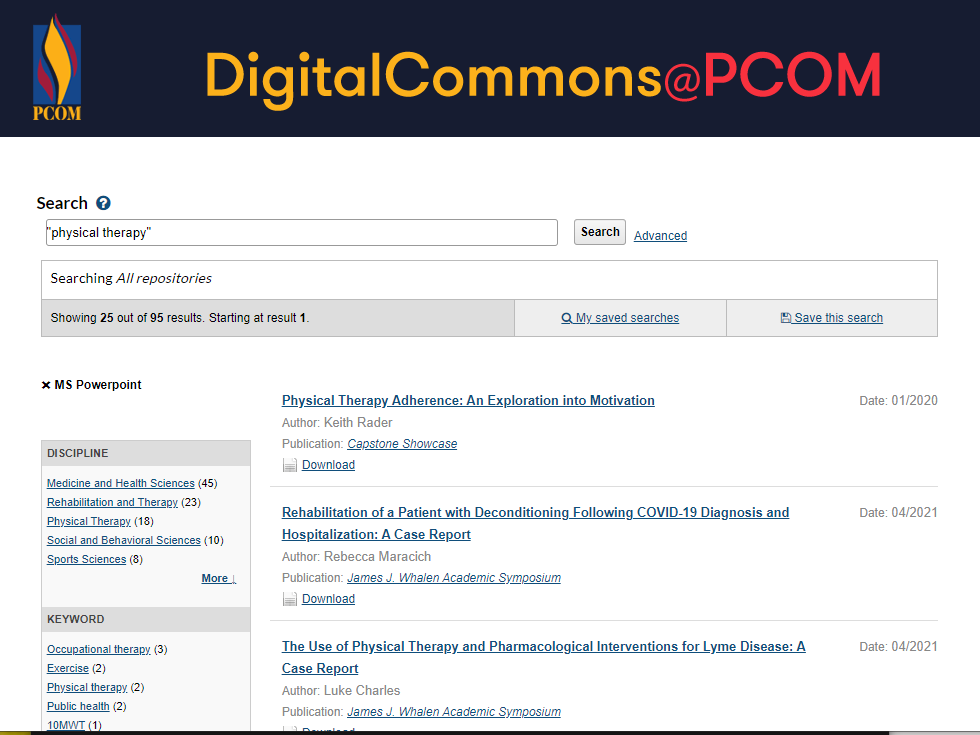 PCOM
DigitalCommons@PCOM
Search ?
"physical therapy"
Search
Advanced
Searching All repositories
Showing 25 out of 95 results. Starting at result 1.
My saved searches
Save this search
× MS Powerpoint
DISCIPLINE
Medicine and Health Sciences (45)
Rehabilitation and Therapy (23)
Physical Therapy (18)
Social and Behavioral Sciences (10)
Sports Sciences (8)
More ↓
KEYWORD
Occupational therapy (3)
Exercise (2)
Physical therapy (2)
Public health (2)
10MWT (1)
Physical Therapy Adherence: An Exploration into Motivation
Date: 01/2020
Author: Keith Rader
Publication: Capstone Showcase
Download
Rehabilitation of a Patient with Deconditioning Following COVID-19 Diagnosis and
Hospitalization: A Case Report
Date: 04/2021
Author: Rebecca Maracich
Publication: James J. Whalen Academic Symposium
Download
The Use of Physical Therapy and Pharmacological Interventions for Lyme Disease: A
Case Report
Date: 04/2021
Author: Luke Charles
Publication: James J. Whalen Academic Symposium
Download